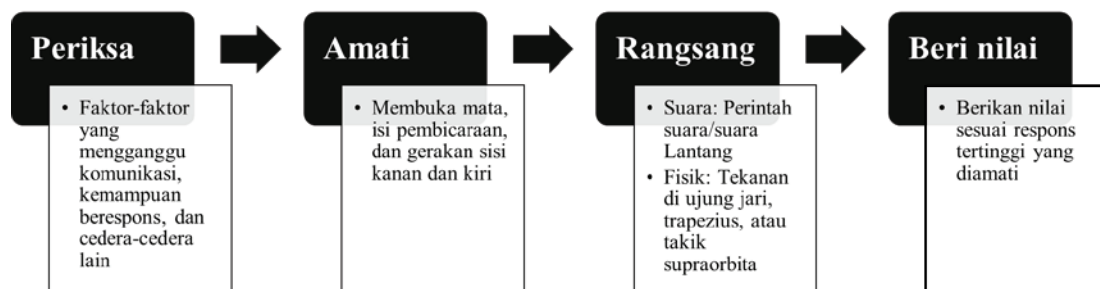 Periksa
• Faktor-faktor
yang
mengganggu
komunikasi,
kemampuan
berespons, dan
cedera-cedera
lain
Amati
• Membuka mata,
isi pembicaraan,
dan gerakan sisi
kanan dan kiri
Rangsang
• Suara: Perintah
suara/suara
Lantang
• Fisik: Tekanan
di ujung jari,
trapezius, atau
takik
supraorbita
Beri nilai
• Berikan nilai
sesuai respons
tertinggi yang
diamati